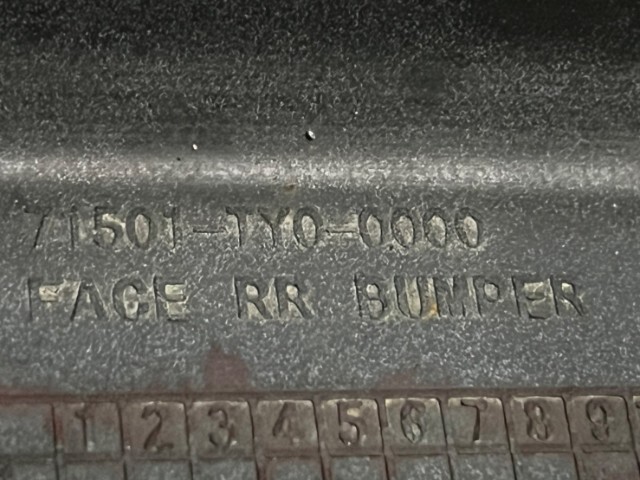 71501-TY0-0000
FACE RR BUMPER
1 2 3 4 5 6 7 8 9